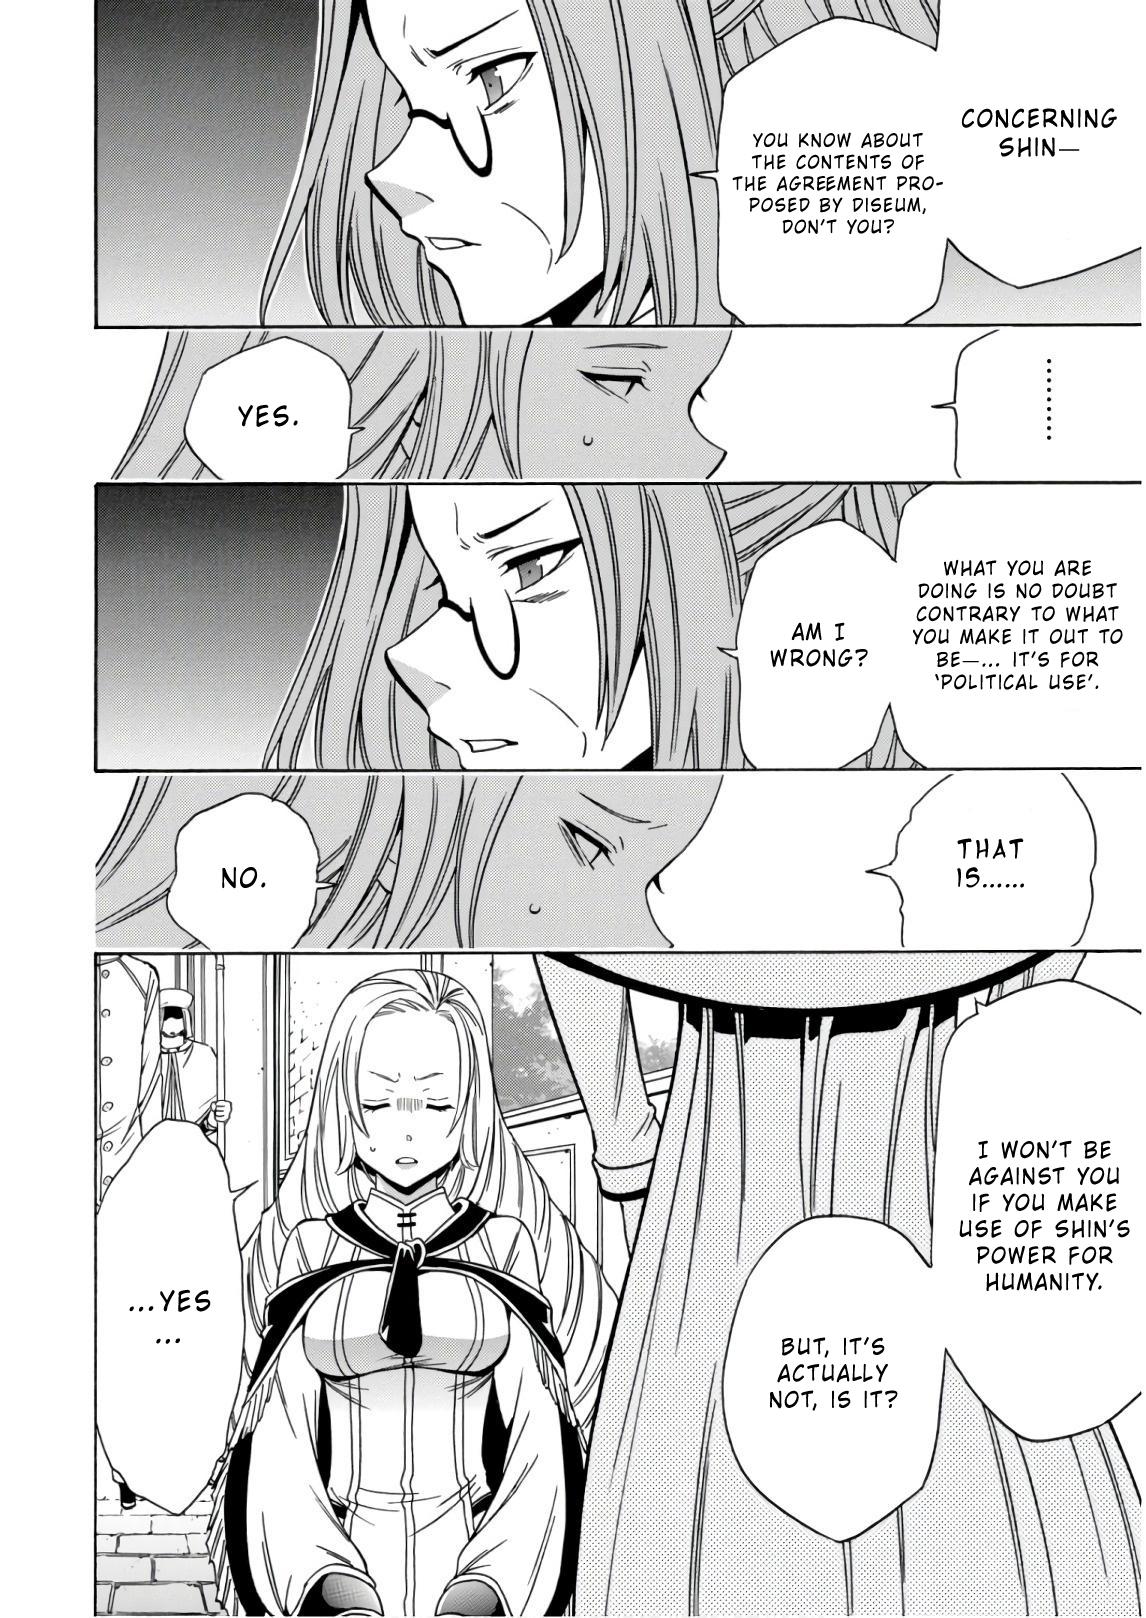 CONCERNING
SHIN—
YOU KNOW ABOUT
THE CONTENTS OF
THE AGREEMENT PRO-
POSED BY DISEUM,
DON'T YOU?
.........
YES.
WHAT YOU ARE
DOING IS NO DOUBT
CONTRARY TO WHAT
YOU MAKE IT OUT TO
BE—... IT'S FOR
'POLITICAL USE'.
AM I
WRONG?
THAT
IS......
NO.
I WON'T BE
AGAINST YOU
IF YOU MAKE
USE OF SHIN'S
POWER FOR
HUMANITY.
BUT, IT'S
ACTUALLY
NOT, IS IT?
...YES
...